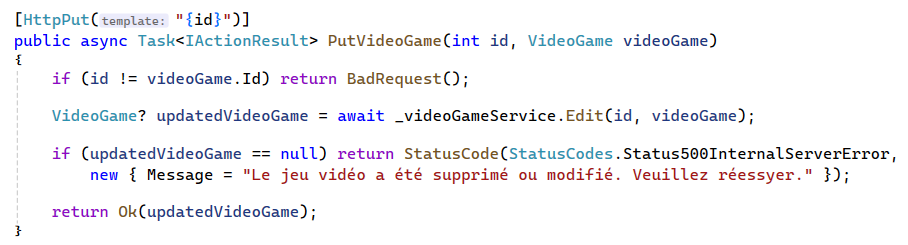 [HttpPut(template: "{id}")]
public async Task<IActionResult> PutVideoGame(int id, VideoGame videoGame)
{
if (id != videoGame.Id) return BadRequest();
VideoGame? updatedVideoGame = await _videoGameService.Edit(id, videoGame);
if (updatedVideoGame == null) return StatusCode(StatusCodes.Status500InternalServerError,
new { Message = "Le jeu vidéo a été supprimé ou modifié. Veuillez réessyer." });
return Ok(updatedVideoGame);
}